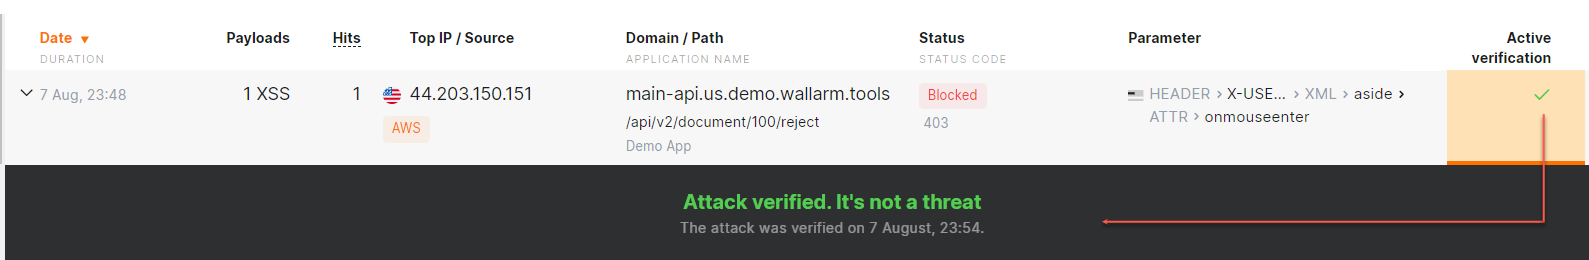 Date ▼ Payloads Hits Top IP / Source Domain / Path Status Parameter Active verification
DURATION APPLICATION NAME STATUS CODE
7 Aug, 23:48 1 XSS 1 44.203.150.151 main-api.us.demo.wallarm.tools Blocked HEADER > X-USE... > XML > aside >
AWS /api/v2/document/100/reject 403 ATTR > onmouseenter
Demo App
Attack verified. It's not a threat
The attack was verified on 7 August, 23:54.